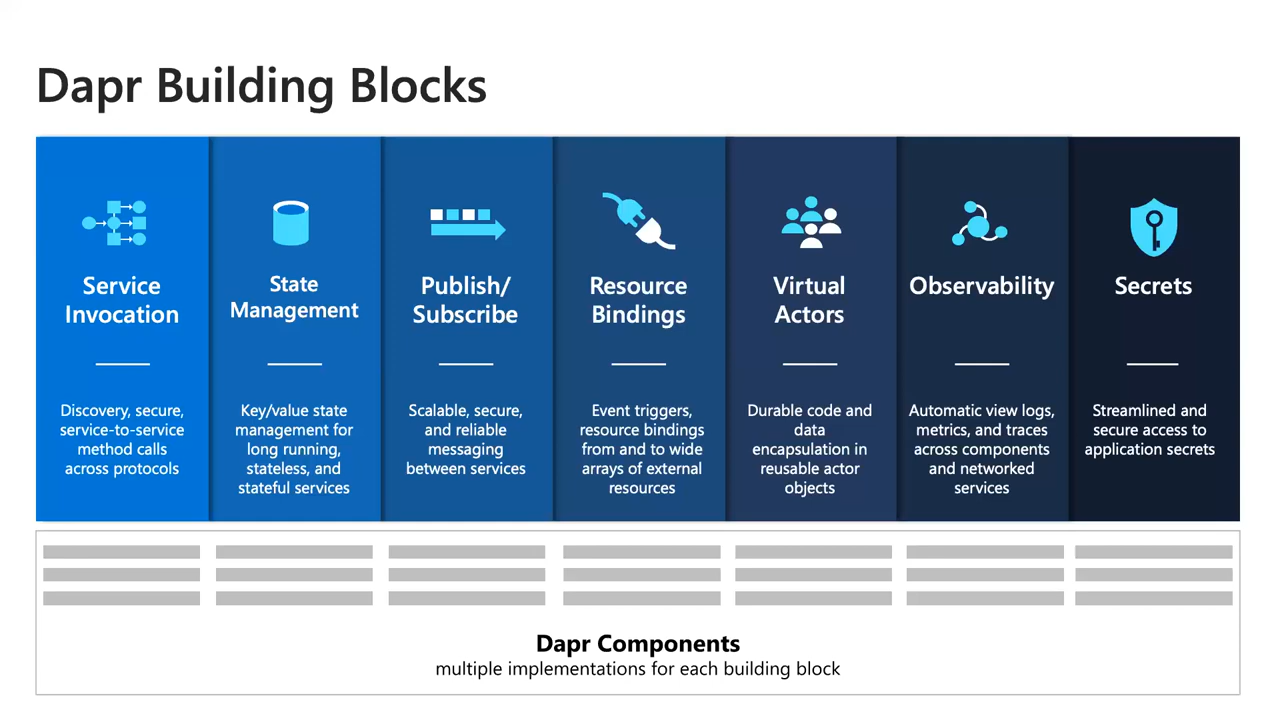 Dapr Building Blocks
Service
Invocation
Discovery, secure,
service-to-service
method calls
across protocols
State
Management
Key/value state
management for
long running,
stateless, and
stateful services
Publish/
Subscribe
Scalable, secure,
and reliable
messaging
between services
Resource
Bindings
Event triggers,
resource bindings
from and to wide
arrays of external
resources
Virtual
Actors
Durable code and
data
encapsulation in
reusable actor
objects
Observability
Automatic view logs,
metrics, and traces
across components
and networked
services
Secrets
Streamlined and
secure access to
application secrets
Dapr Components
multiple implementations for each building block